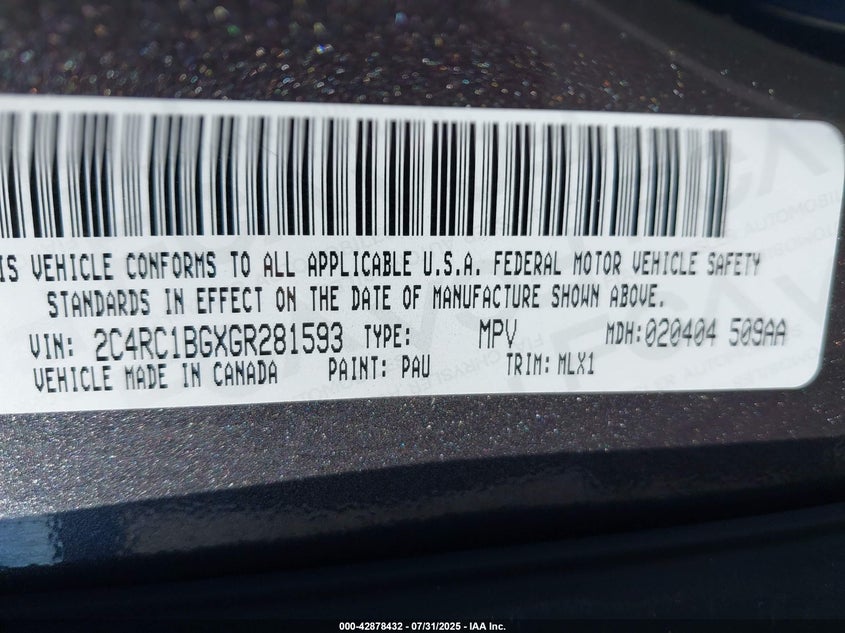 IS VEHICLE CONFORMS TO ALL APPLICABLE U.S.A. FEDERAL MOTOR VEHICLE SAFETY
STANDARDS IN EFFECT ON THE DATE OF MANUFACTURE SHOWN ABOVE.
VIN: 2C4RC1BGXGR281593 TYPE: MPV MDH:020404 509AA
VEHICLE MADE IN CANADA PAINT: PAU TRIM: MLX1
000-42878432 - 07/31/2025 - IAA Inc.